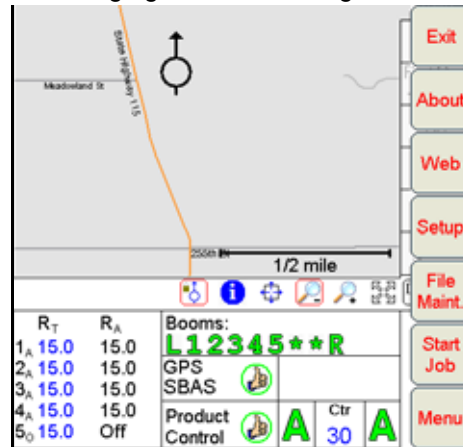 Exit
About
Web
Setup
File
Maint.
Start
Job
Menu
State Highway 115
Meadowland St
1/2 mile
RT RA
1A 15.0 15.0
2A 15.0 15.0
3A 15.0 15.0
4A 15.0 15.0
5O 15.0 Off
Booms:
L12345**R
GPS
SBAS
Product
Control
A
Ctr
30
A